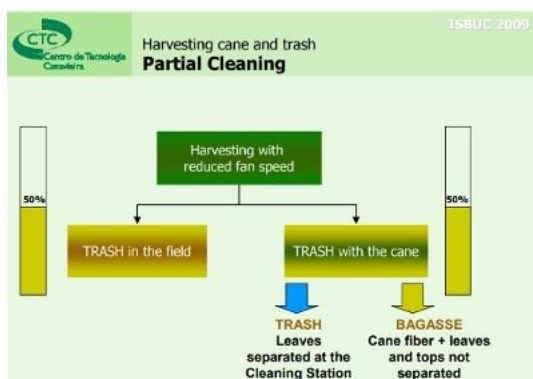 ISBUC 2009
CTC
Centro de Tecnologia
Canavieira
Harvesting cane and trash
Partial Cleaning
Harvesting with
reduced fan speed
50%
50%
TRASH in the field
TRASH with the cane
TRASH
Leaves
separated at the
Cleaning Station
BAGASSE
Cane fiber + leaves
and tops not
separated